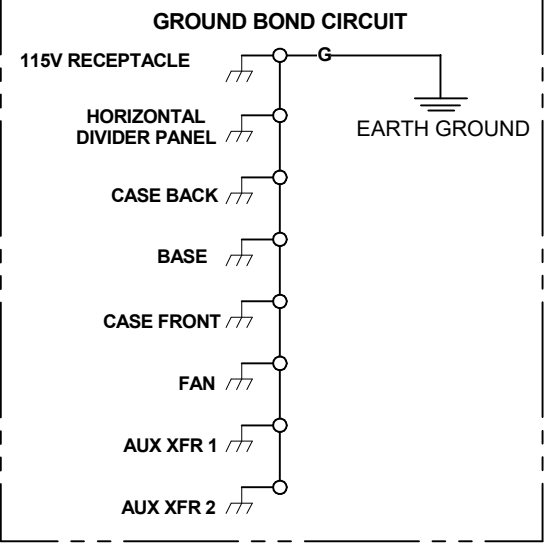 GROUND BOND CIRCUIT
115V RECEPTACLE
G
EARTH GROUND
HORIZONTAL
DIVIDER PANEL
CASE BACK
BASE
CASE FRONT
FAN
AUX XFR 1
AUX XFR 2